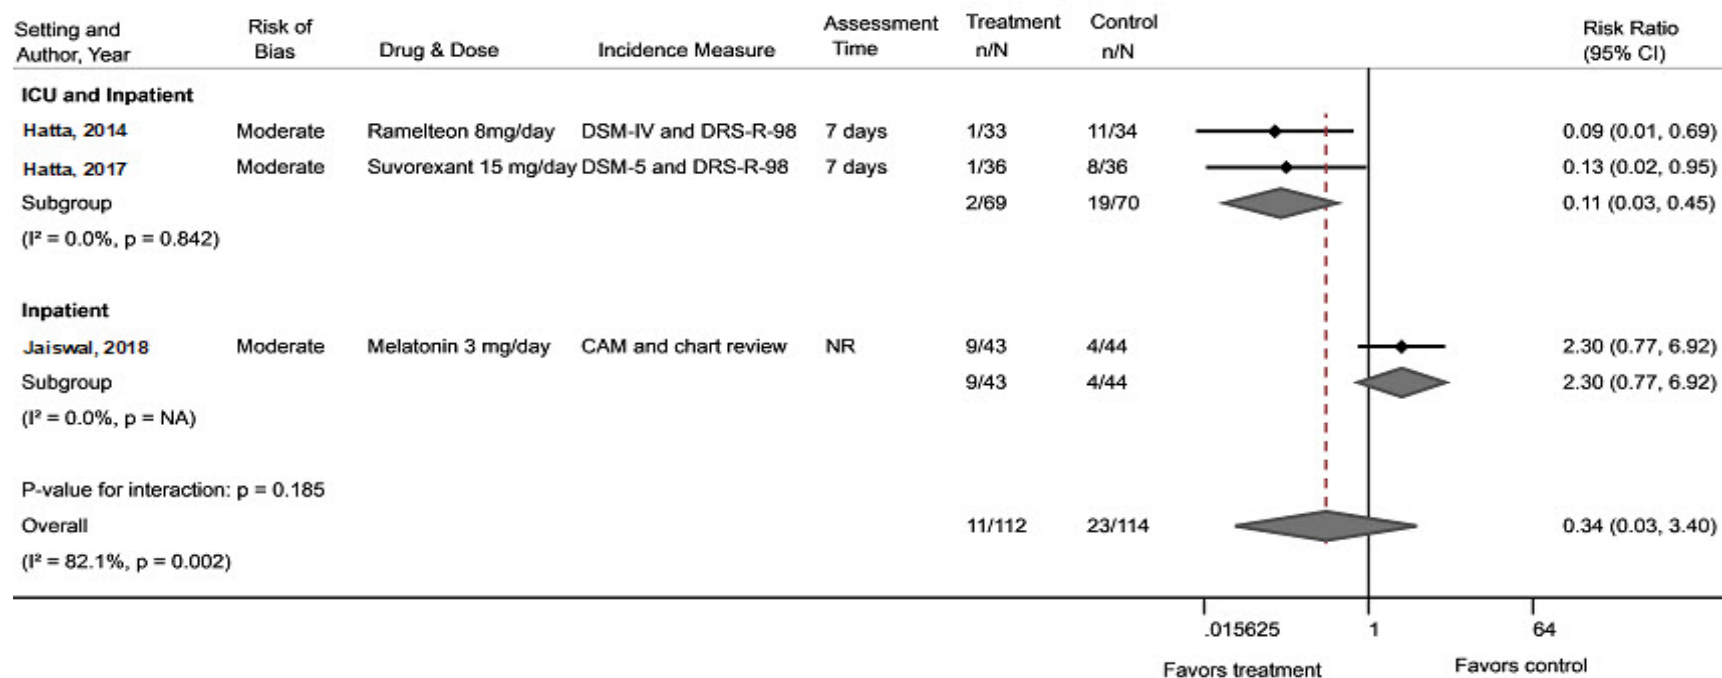 Setting and Author, Year Risk of Bias Drug & Dose Incidence Measure Assessment Time Treatment n/N Control n/N Risk Ratio (95% CI)
ICU and Inpatient
Hatta, 2014 Moderate Ramelteon 8mg/day DSM-IV and DRS-R-98 7 days 1/33 11/34 0.09 (0.01, 0.69)
Hatta, 2017 Moderate Suvorexant 15 mg/day DSM-5 and DRS-R-98 7 days 1/36 8/36 0.13 (0.02, 0.95)
Subgroup 2/69 19/70 0.11 (0.03, 0.45)
(I² = 0.0%, p = 0.842)
Inpatient
Jaiswal, 2018 Moderate Melatonin 3 mg/day CAM and chart review NR 9/43 4/44 2.30 (0.77, 6.92)
Subgroup 9/43 4/44 2.30 (0.77, 6.92)
(I² = 0.0%, p = NA)
P-value for interaction: p = 0.185
Overall 11/112 23/114 0.34 (0.03, 3.40)
(I² = 82.1%, p = 0.002)
.015625 1 64
Favors treatment Favors control